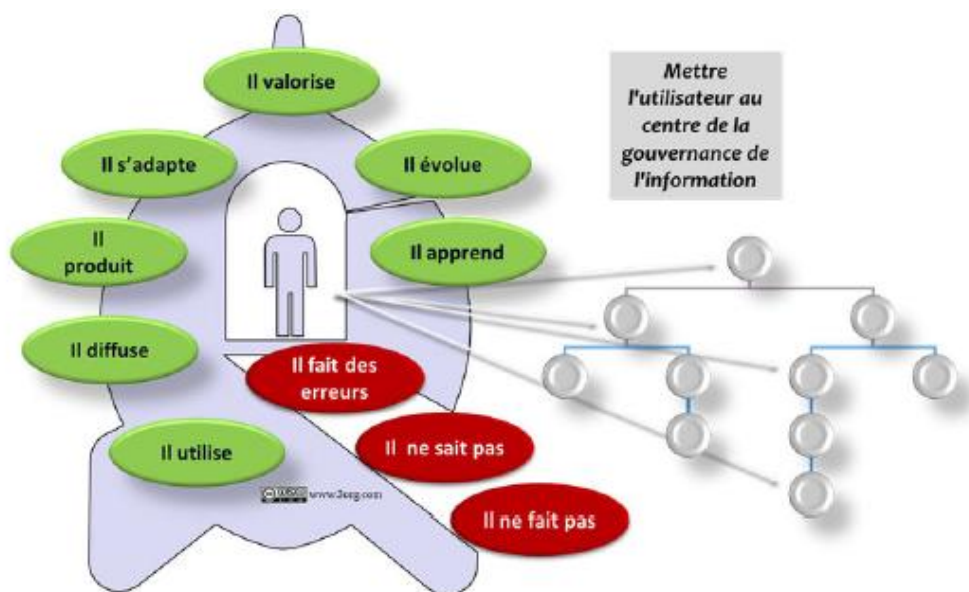 Il valorise
Mettre
l'utilisateur au
centre de la
gouvernance de
l'information
Il s'adapte
Il évolue
Il
produit
Il apprend
Il diffuse
Il fait des
erreurs
Il utilise
Il ne sait pas
www.3org.com
Il ne fait pas